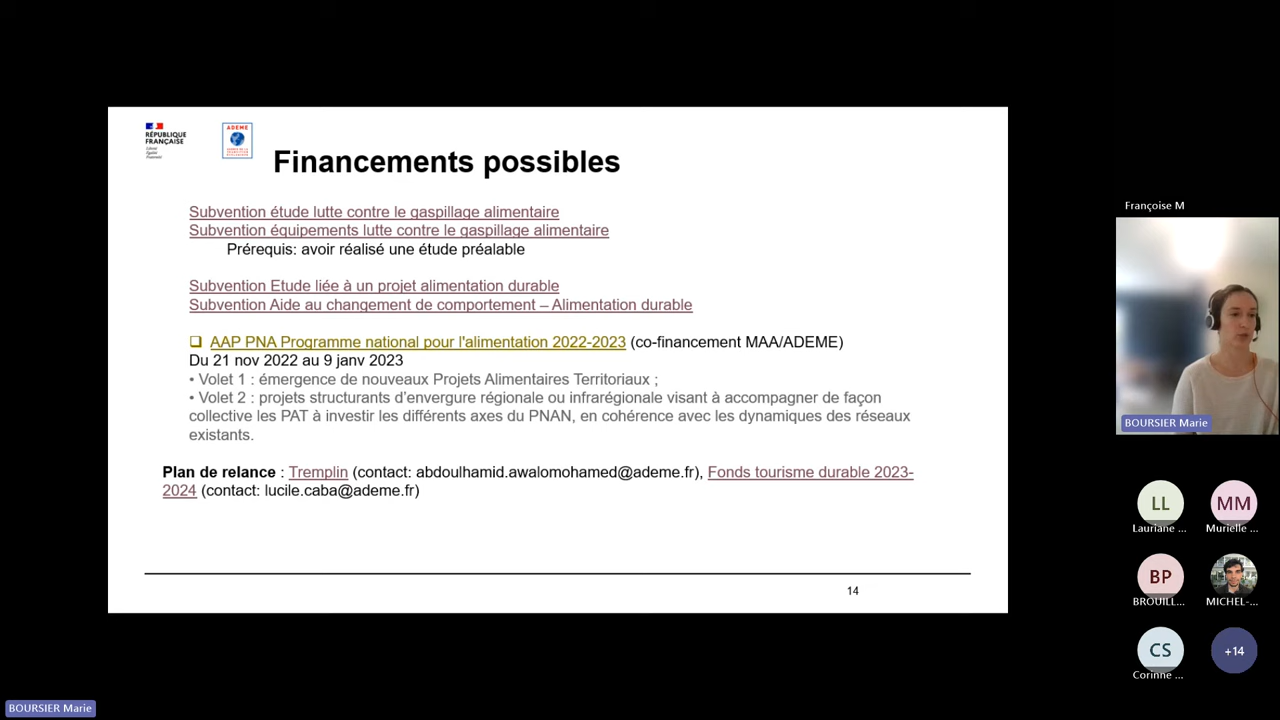 RÉPUBLIQUE
FRANÇAISE
Liberté
Égalité
Fraternité
ADEME
Financements possibles
Subvention étude lutte contre le gaspillage alimentaire
Subvention équipements lutte contre le gaspillage alimentaire
Prérequis: avoir réalisé une étude préalable
Subvention Etude liée à un projet alimentation durable
Subvention Aide au changement de comportement – Alimentation durable
❑ AAP PNA Programme national pour l'alimentation 2022-2023 (co-financement MAA/ADEME)
Du 21 nov 2022 au 9 janv 2023
• Volet 1 : émergence de nouveaux Projets Alimentaires Territoriaux ;
• Volet 2 : projets structurants d’envergure régionale ou infrarégionale visant à accompagner de façon
collective les PAT à investir les différents axes du PNAN, en cohérence avec les dynamiques des réseaux
existants.
Plan de relance : Tremplin (contact: abdoulhamid.awalomohamed@ademe.fr), Fonds tourisme durable 2023-
2024 (contact: lucile.caba@ademe.fr)
14
Françoise M
BOURSIER Marie
LL
Lauriane ...
MM
Murielle ...
BP
BROUILL...
MICHEL-...
CS
Corinne ...
+14
BOURSIER Marie